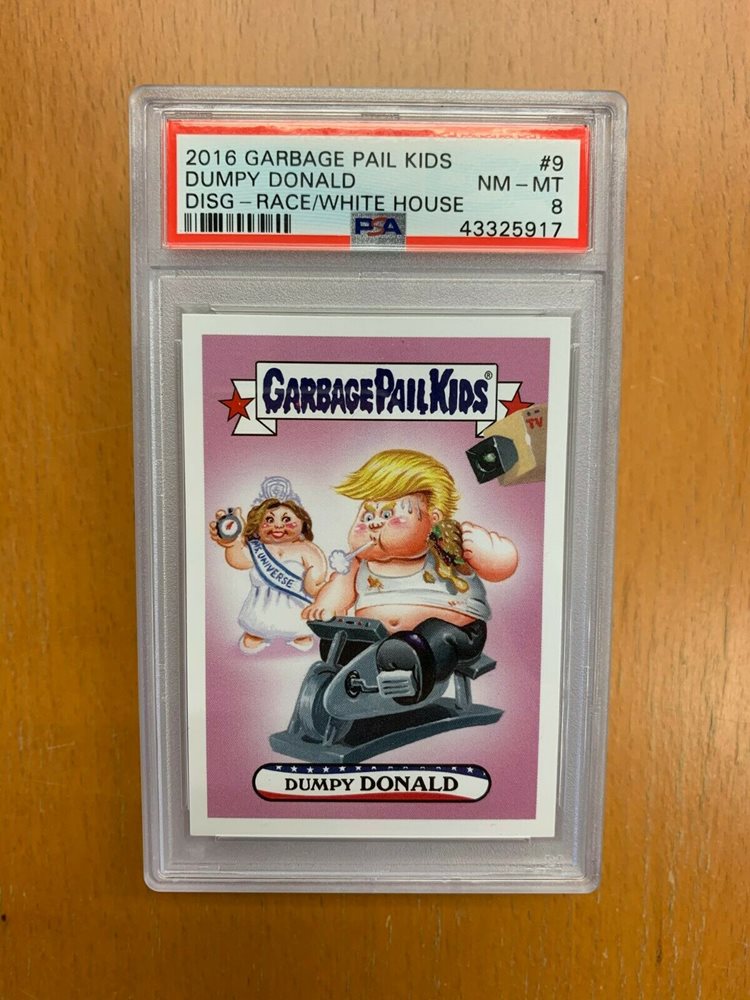 2016 GARBAGE PAIL KIDS #9
DUMPY DONALD NM – MT
DISG – RACE/WHITE HOUSE 8
PSA 43325917
GARBAGE PAIL KIDS®
TV
UNIVERSE
DUMPY DONALD